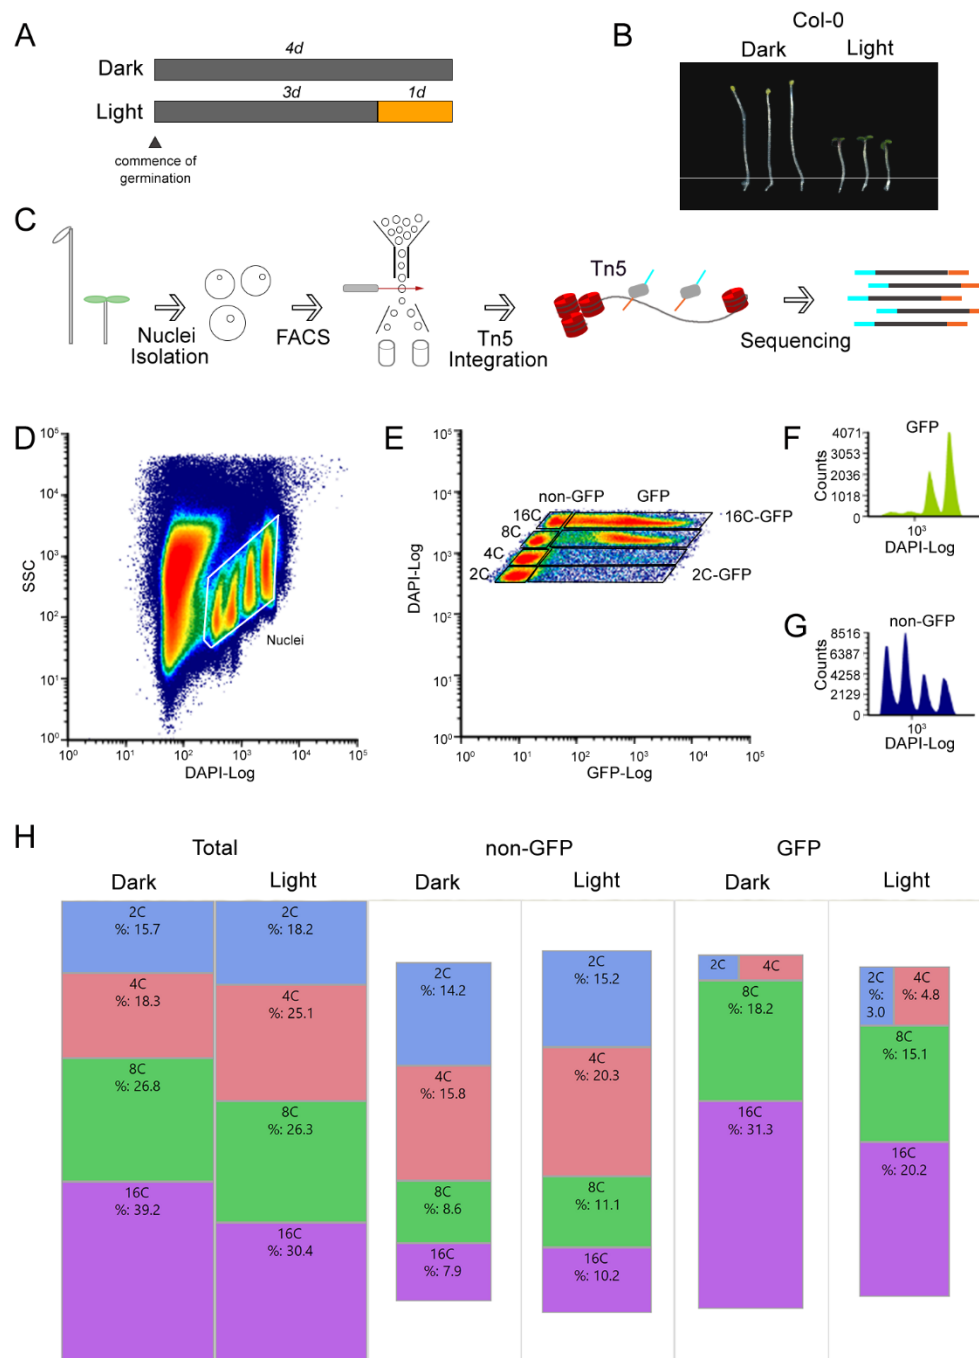 A
4d
Dark
3d
1d
Light
commence of
germination
B
Col-0
Dark
Light
C
Nuclei
Isolation
FACS
Tn5
Integration
Tn5
Sequencing
D
SSC
10⁵
10⁴
10³
10²
10¹
10⁰
Nuclei
10⁰ 10¹ 10² 10³ 10⁴ 10⁵
DAPI-Log
E
DAPI-Log
10⁵
10⁴
10³
10²
10¹
10⁰
non-GFP
GFP
16C
8C
4C
2C
16C-GFP
2C-GFP
10⁰ 10¹ 10² 10³ 10⁴ 10⁵
GFP-Log
F
GFP
Counts
4071
3053
2036
1018
0
10³
DAPI-Log
G
non-GFP
Counts
8516
6387
4258
2129
0
10³
DAPI-Log
H
Total
non-GFP
GFP
Dark
Light
Dark
Light
Dark
Light
2C
%: 15.7
4C
%: 18.3
8C
%: 26.8
16C
%: 39.2
2C
%: 18.2
4C
%: 25.1
8C
%: 26.3
16C
%: 30.4
2C
%: 14.2
4C
%: 15.8
8C
%: 8.6
16C
%: 7.9
2C
%: 15.2
4C
%: 20.3
8C
%: 11.1
16C
%: 10.2
2C
4C
8C
%: 18.2
16C
%: 31.3
2C
%:
3.0
4C
%: 4.8
8C
%: 15.1
16C
%: 20.2